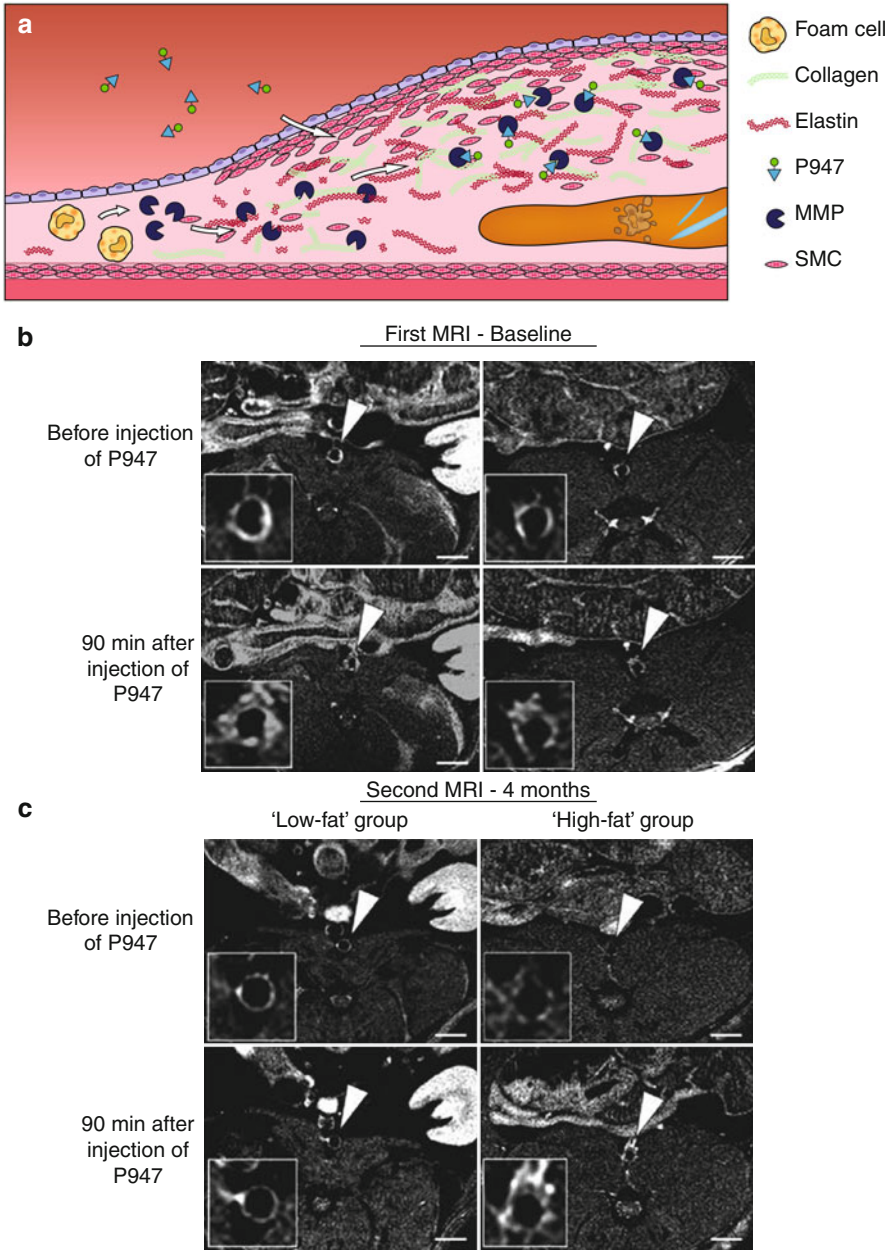 a
Foam cell
Collagen
Elastin
P947
MMP
SMC
b
First MRI - Baseline
Before injection
of P947
90 min after
injection of
P947
Second MRI - 4 months
c
'Low-fat' group
'High-fat' group
Before injection
of P947
90 min after
injection of
P947